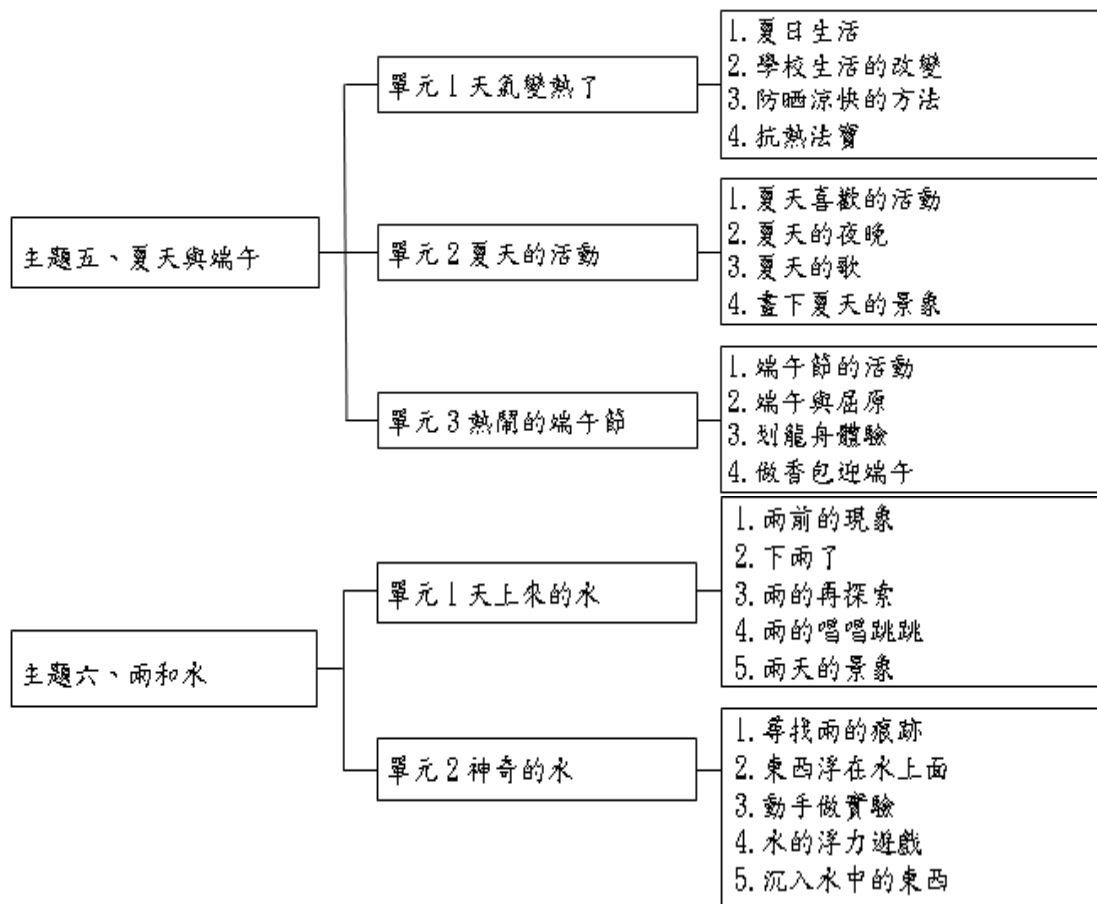 主題五、夏天與端午
單元1天氣變熱了
1.夏日生活
2.學校生活的改變
3.防晒涼快的方法
4.抗熱法寶
單元2夏天的活動
1.夏天喜歡的活動
2.夏天的夜晚
3.夏天的歌
4.畫下夏天的景象
單元3熱鬧的端午節
1.端午節的活動
2.端午與屈原
3.划龍舟體驗
4.做香包迎端午
主題六、雨和水
單元1天上來的水
1.雨前的現象
2.下雨了
3.雨的再探索
4.雨的唱唱跳跳
5.雨天的景象
單元2神奇的水
1.尋找雨的痕跡
2.東西浮在水上面
3.動手做實驗
4.水的浮力遊戲
5.沉入水中的東西